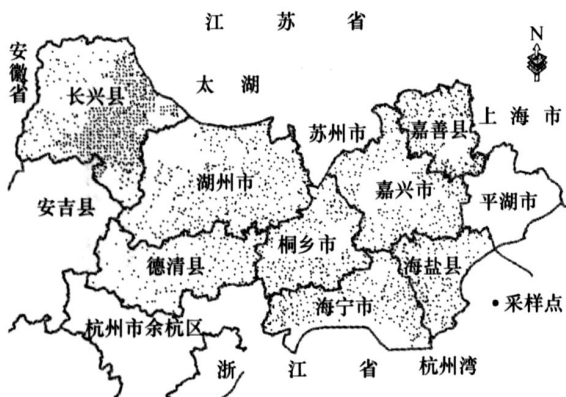 江 苏 省
N
安徽省
太 湖
长兴县
苏州市
嘉善县
上 海 市
湖州市
嘉兴市
安吉县
平湖市
桐乡市
德清县
海盐县
海宁市
•采样点
杭州市余杭区
浙 江 省
杭州湾